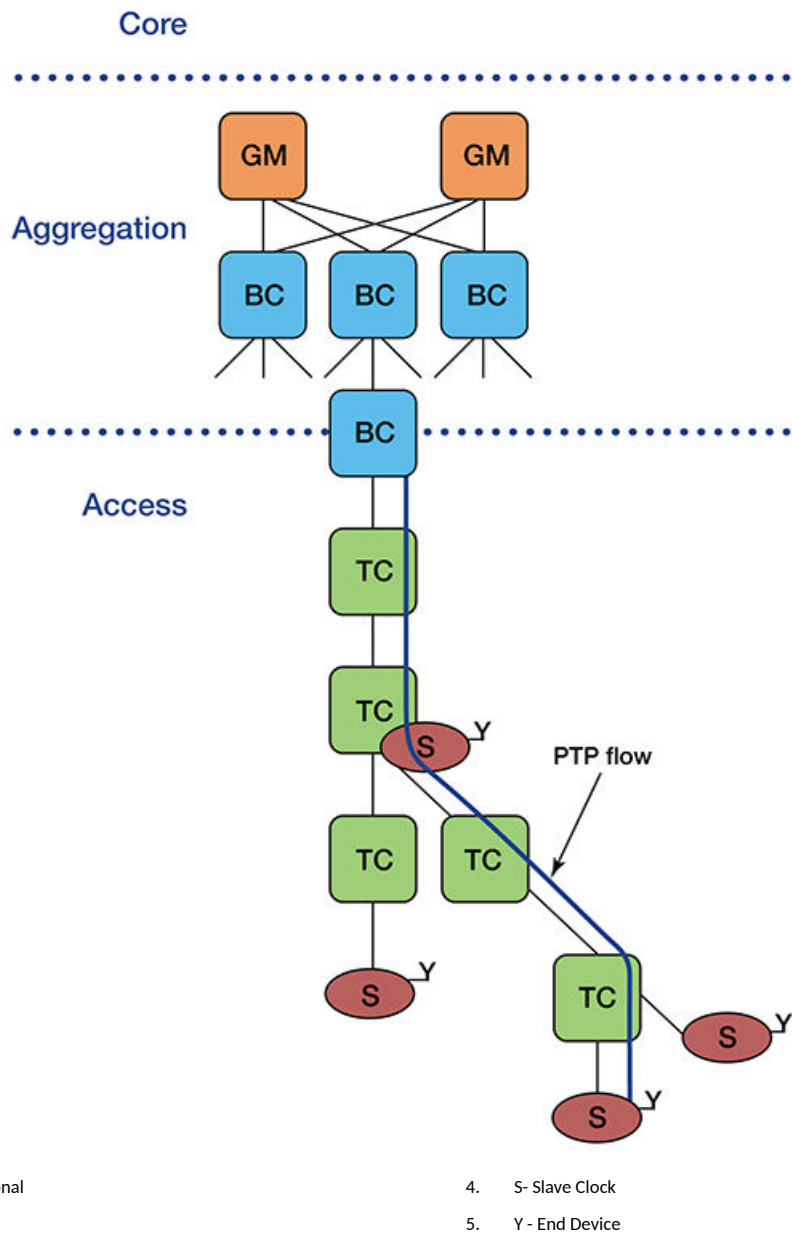 Core
GM GM
Aggregation
BC BC BC
BC
Access
TC
TC
S Y
PTP flow
TC TC
S Y
TC
S Y
S Y
4. S- Slave Clock
5. Y - End Device